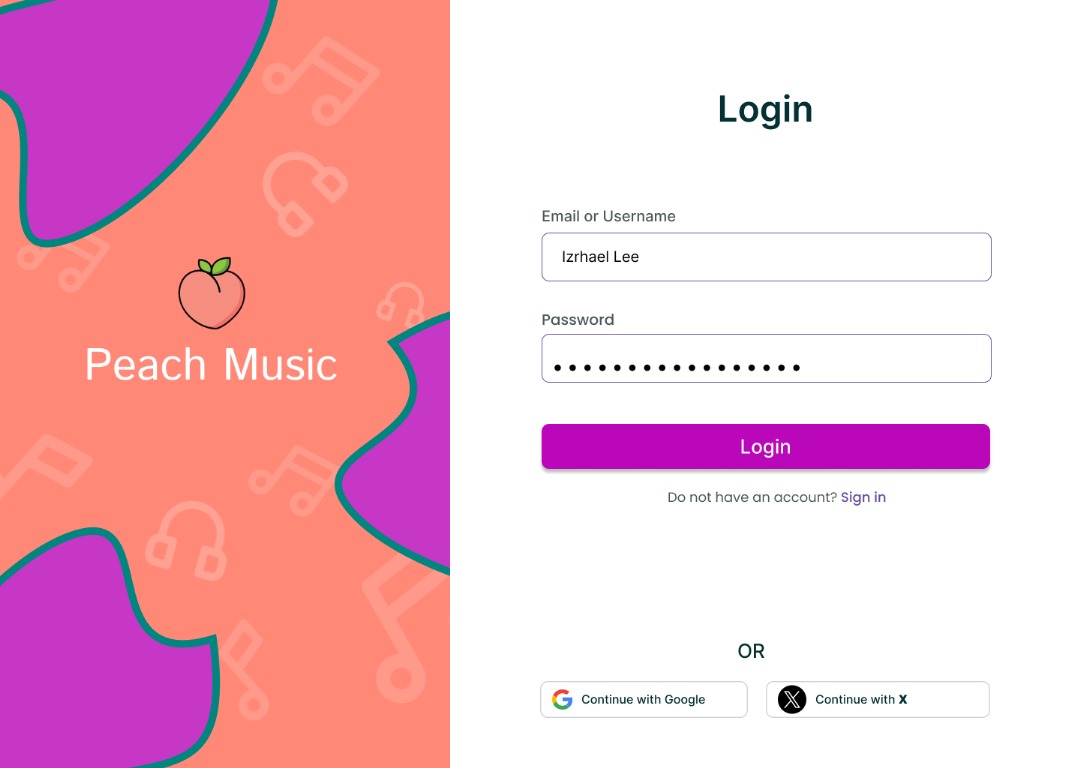 Peach Music
Login
Email or Username
Izrhael Lee
Password
Login
Do not have an account? Sign in
OR
Continue with Google
Continue with X